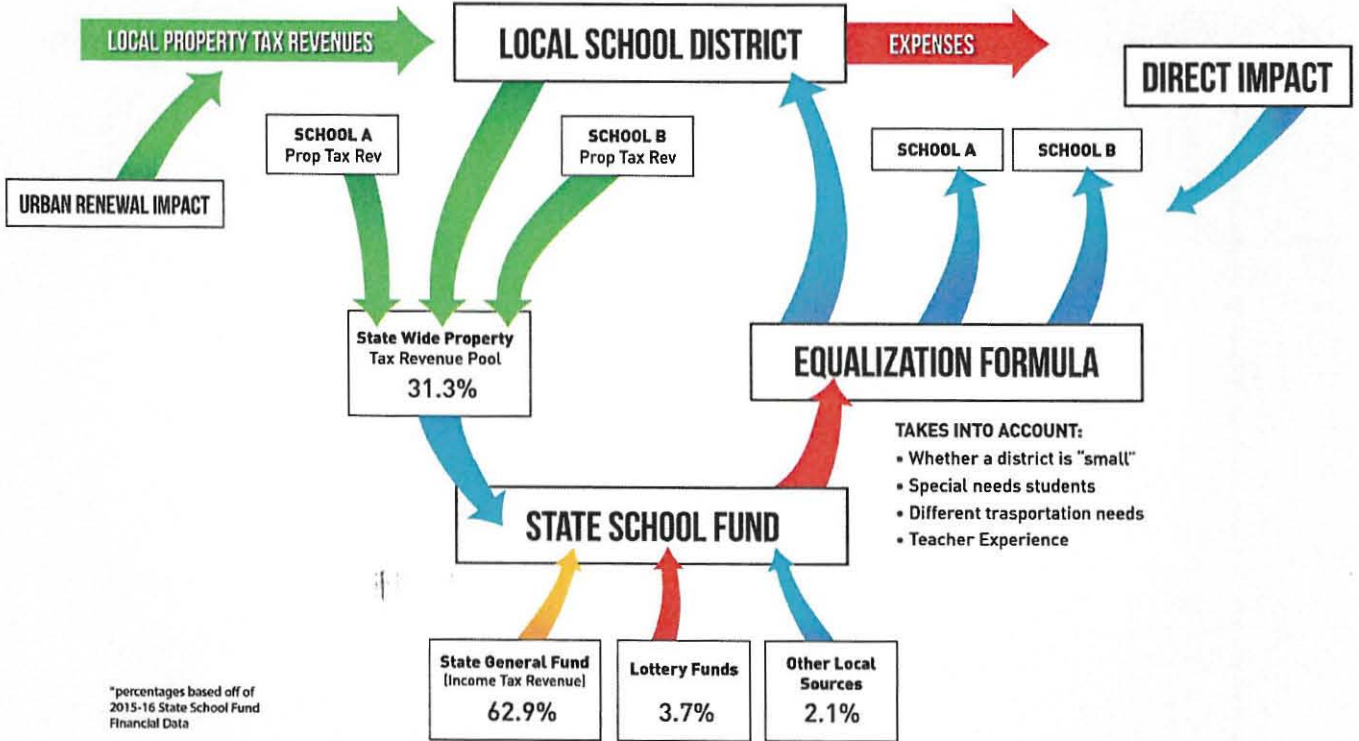 LOCAL PROPERTY TAX REVENUES
LOCAL SCHOOL DISTRICT
EXPENSES
DIRECT IMPACT
SCHOOL A
Prop Tax Rev
SCHOOL B
Prop Tax Rev
SCHOOL A
SCHOOL B
URBAN RENEWAL IMPACT
State Wide Property
Tax Revenue Pool
31.3%
EQUALIZATION FORMULA
TAKES INTO ACCOUNT:
• Whether a district is "small"
• Special needs students
• Different trasportation needs
• Teacher Experience
STATE SCHOOL FUND
State General Fund
(Income Tax Revenue)
62.9%
Lottery Funds
3.7%
Other Local
Sources
2.1%
*percentages based off of
2015-16 State School Fund
Financial Data